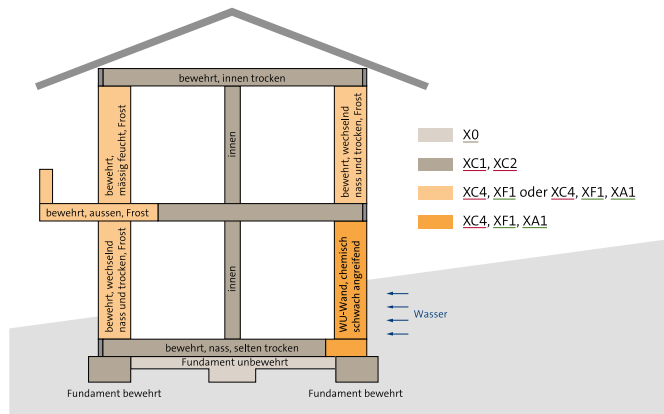 bewehrt, innen trocken
bewehrt,
mässig feucht, Frost
innen
bewehrt, wechselnd
nass und trocken, Frost
X0
XC1, XC2
XC4, XF1 oder XC4, XF1, XA1
XC4, XF1, XA1
bewehrt, aussen, Frost
bewehrt, wechselnd
nass und trocken, Frost
innen
WU-Wand, chemisch
schwach angreifend
Wasser
bewehrt, nass, selten trocken
Fundament unbewehrt
Fundament bewehrt
Fundament bewehrt